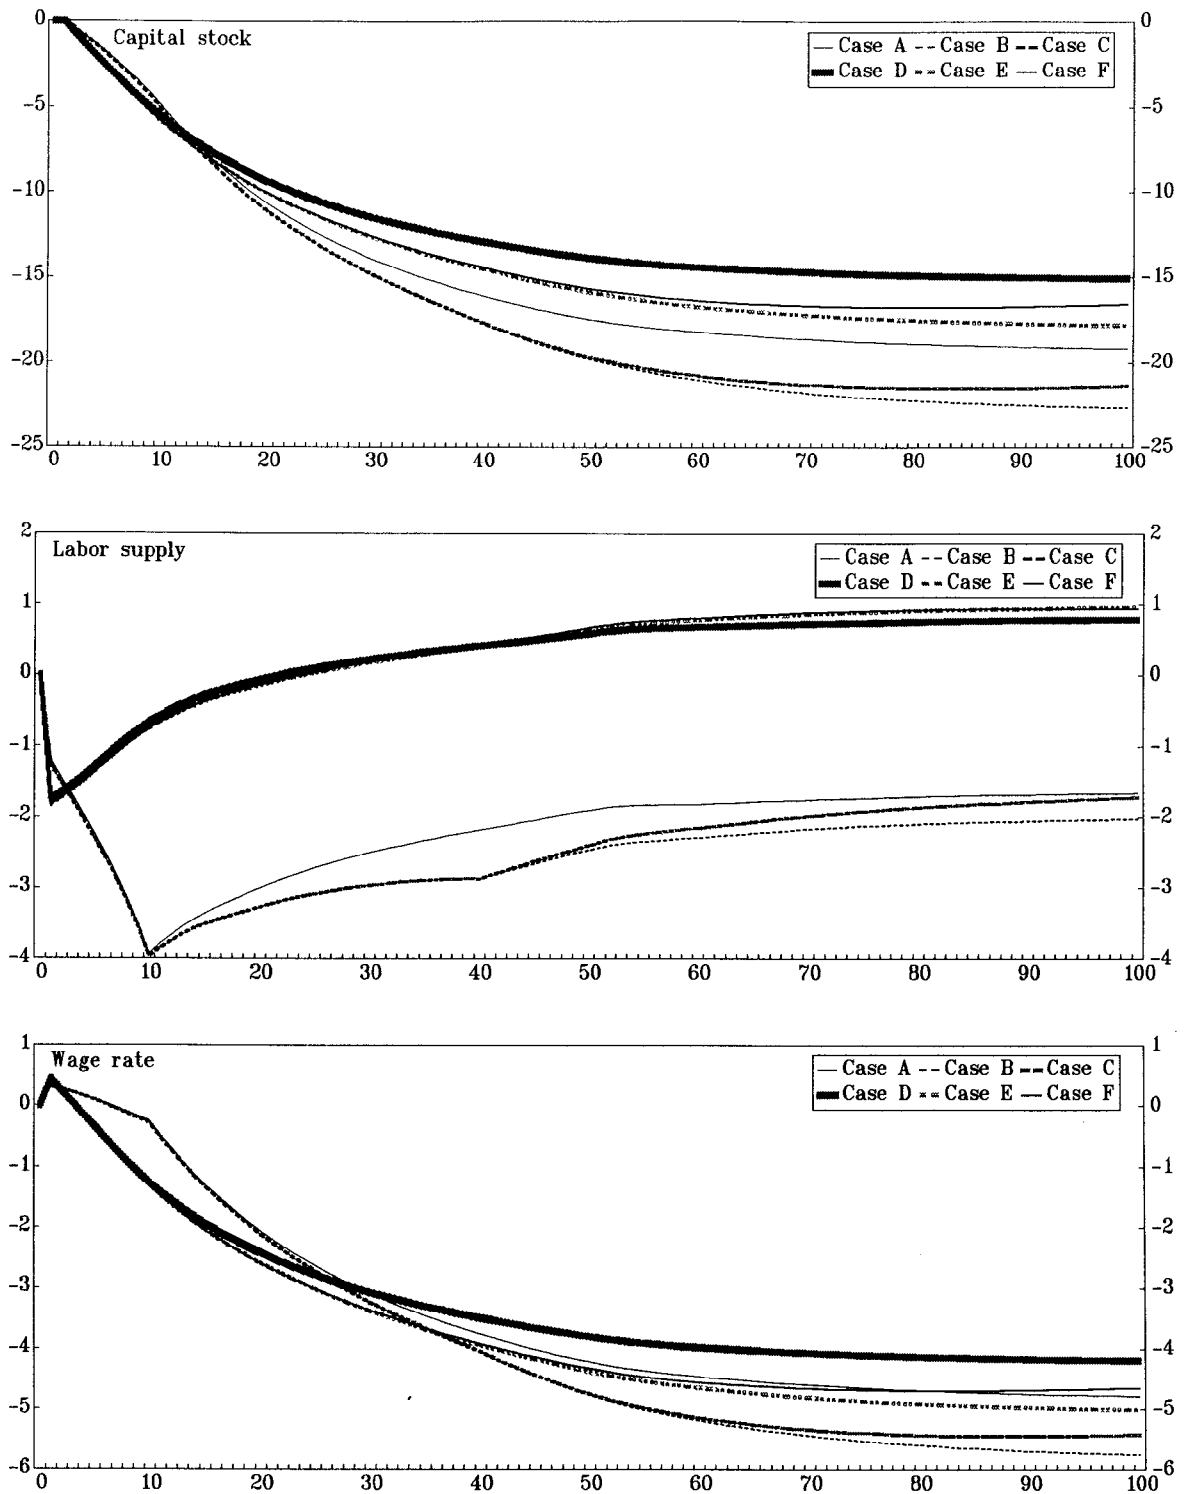 Capital stock
Case A Case B Case C
Case D Case E Case F
0 0
-5 -5
-10 -10
-15 -15
-20 -20
-25 -25
0 10 20 30 40 50 60 70 80 90 100
2 2
Labor supply
Case A Case B Case C
Case D Case E Case F
1 1
0 0
-1 -1
-2 -2
-3 -3
-4 -4
0 10 20 30 40 50 60 70 80 90 100
1 1
Wage rate
Case A Case B Case C
Case D Case E Case F
0 0
-1 -1
-2 -2
-3 -3
-4 -4
-5 -5
-6 -6
0 10 20 30 40 50 60 70 80 90 100